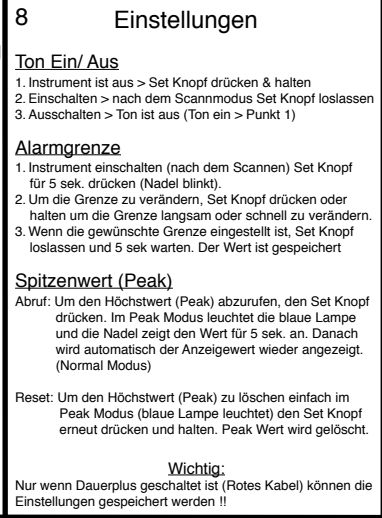 8 Einstellungen
Ton Ein/ Aus
1. Instrument ist aus > Set Knopf drücken & halten
2. Einschalten > nach dem Scannmodus Set Knopf loslassen
3. Ausschalten > Ton ist aus (Ton ein > Punkt 1)
Alarmgrenze
1. Instrument einschalten (nach dem Scannen) Set Knopf
für 5 sek. drücken (Nadel blinkt).
2. Um die Grenze zu verändern, Set Knopf drücken oder
halten um die Grenze langsam oder schnell zu verändern.
3. Wenn die gewünschte Grenze eingestellt ist, Set Knopf
loslassen und 5 sek warten. Der Wert ist gespeichert
Spitzenwert (Peak)
Abruf: Um den Höchstwert (Peak) abzurufen, den Set Knopf
drücken. Im Peak Modus leuchtet die blaue Lampe
und die Nadel zeigt den Wert für 5 sek. an. Danach
wird automatisch der Anzeigewert wieder angezeigt.
(Normal Modus)
Reset: Um den Höchstwert (Peak) zu löschen einfach im
Peak Modus (blaue Lampe leuchtet) den Set Knopf
erneut drücken und halten. Peak Wert wird gelöscht.
Wichtig:
Nur wenn Dauerplus geschaltet ist (Rotes Kabel) können die
Einstellungen gespeichert werden !!